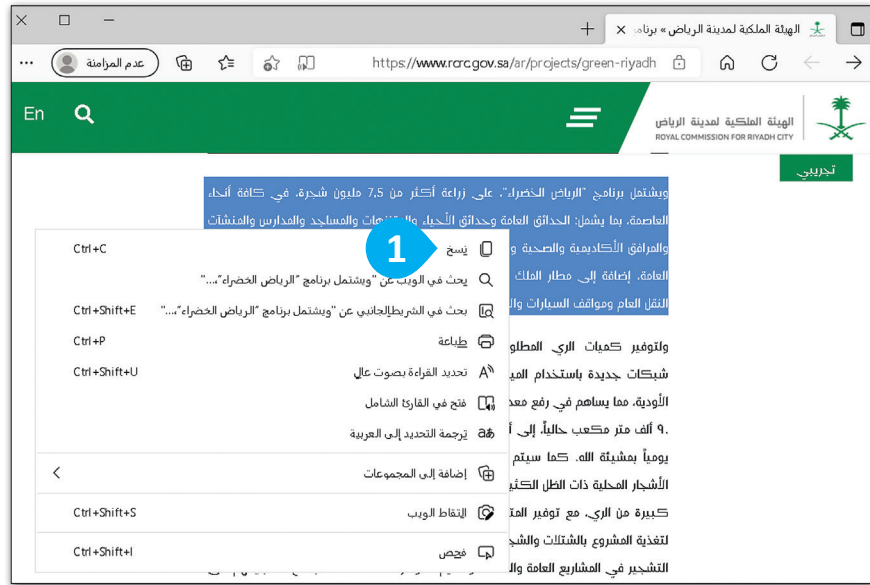 الهيئة الملكية لمدينة الرياض » برنام
https://www.rcrc.gov.sa/ar/projects/green-riyadh
عدم المزامنة
En
الهيئة الملكية لمدينة الرياض
ROYAL COMMISSION FOR RIYADH CITY
تجريبي
ويشتمل برنامج "الرياض الخضراء"، على زراعة أكثر من 7,5 مليون شجرة، في كافة أنحاء
العاصمة، بما يشمل: الحدائق العامة وحدائق الأحياء والمساجد والمدارس والمنشآت
والمرافق الأكاديمية والصحية و
العامة، إضافة إلى مطار الملك
النقل العام ومواقف السيارات وال
1
نسخ Ctrl+C
يحث في الويب عن "ويشتمل برنامج "الرياض الخضراء"،..."
بحث في الشريط الجانبي عن "ويشتمل برنامج "الرياض الخضراء"،..." Ctrl+Shift+E
طباعة Ctrl+P
تحديد القراءة بصوت عالٍ Ctrl+Shift+U
فتح في القارئ الشامل
ترجمة التحديد إلى العربية
إضافة إلى المجموعات
التقاط الويب Ctrl+Shift+S
فحص Ctrl+Shift+I
ولتوفير كميات الري المطلو
شبكات جديدة باستخدام الميا
الأودية، مما يساهم في رفع معد
٩٠ ألف متر مكعب حالياً، إلى أ
يومياً بمشيئة الله. كما سيتم
الأشجار المحلية ذات الظل الكثي
كبيرة من الري، مع توفير المت
لتغذية المشروع بالشتلات والشج
التشجير في المشاريع العامة وال